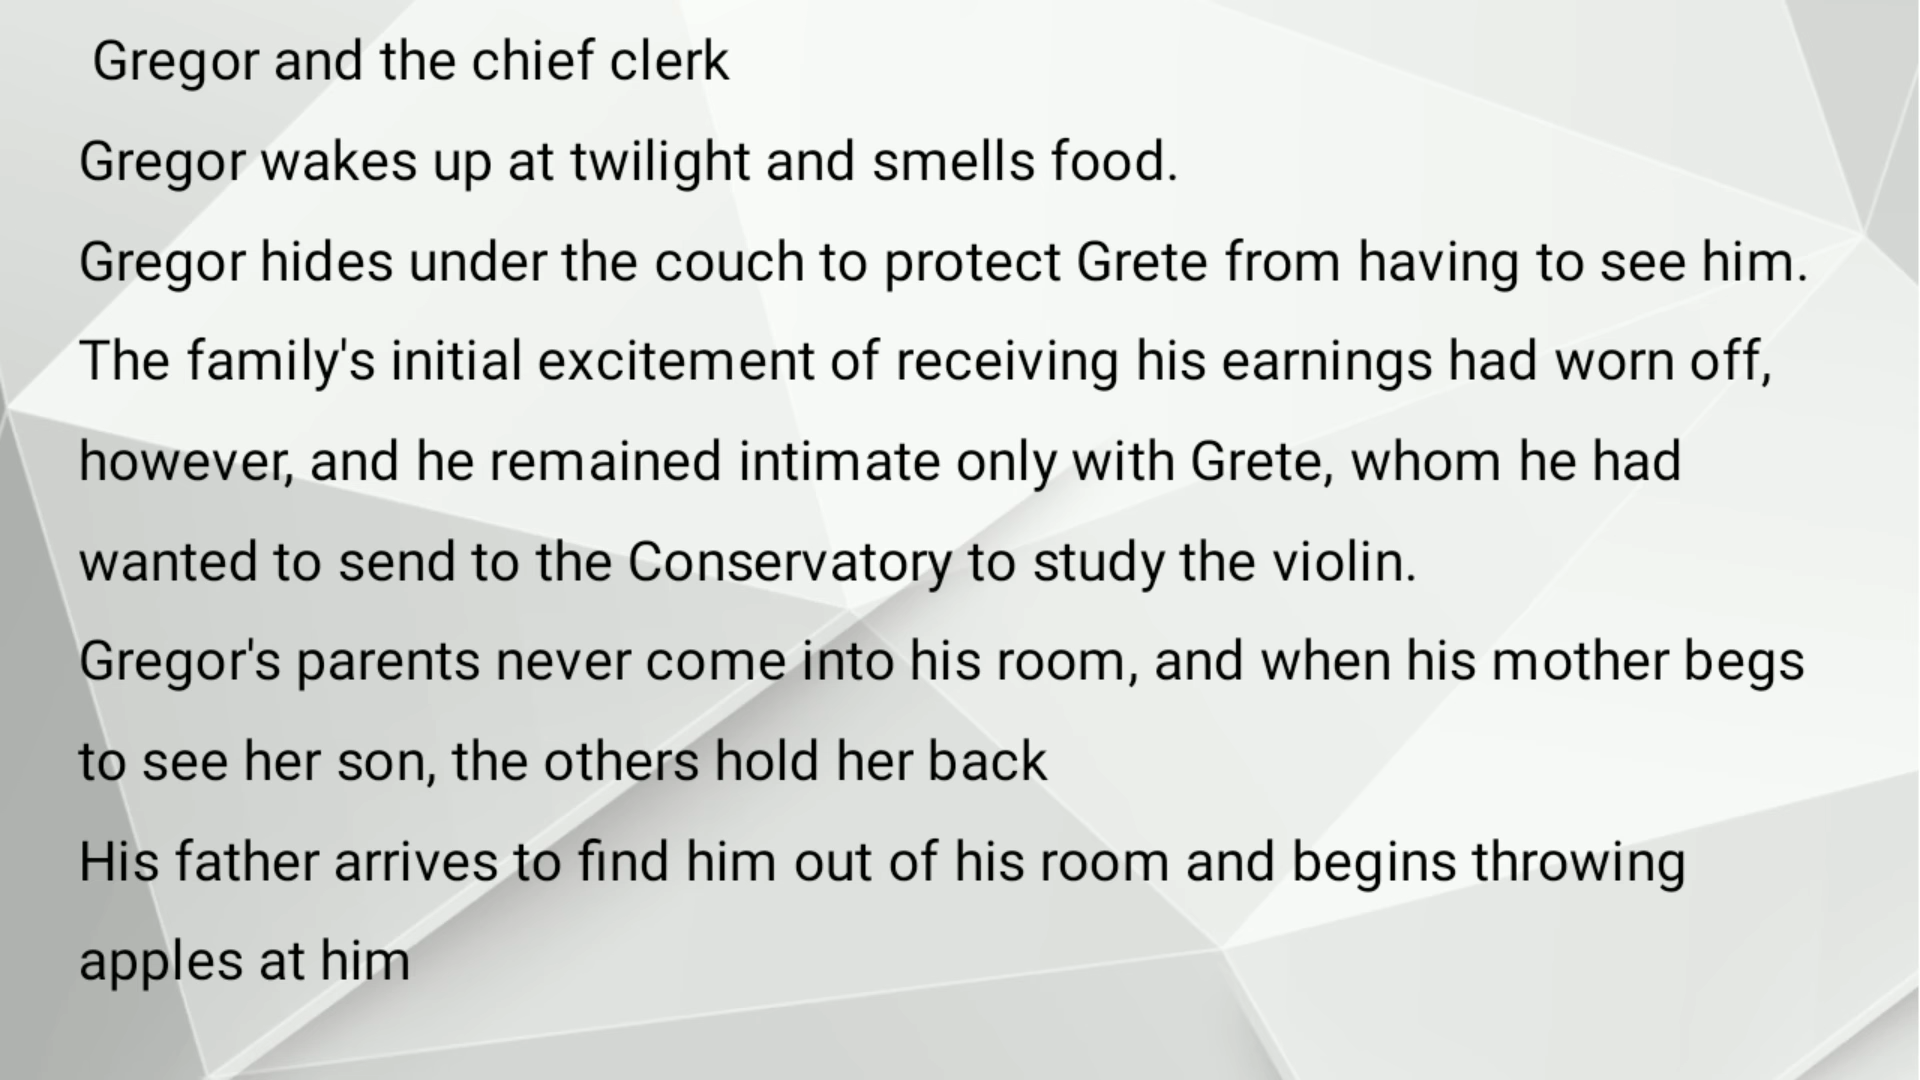 Gregor and the chief clerk
Gregor wakes up at twilight and smells food.
Gregor hides under the couch to protect Grete from having to see him.
The family's initial excitement of receiving his earnings had worn off,
however, and he remained intimate only with Grete, whom he had
wanted to send to the Conservatory to study the violin.
Gregor's parents never come into his room, and when his mother begs
to see her son, the others hold her back
His father arrives to find him out of his room and begins throwing
apples at him